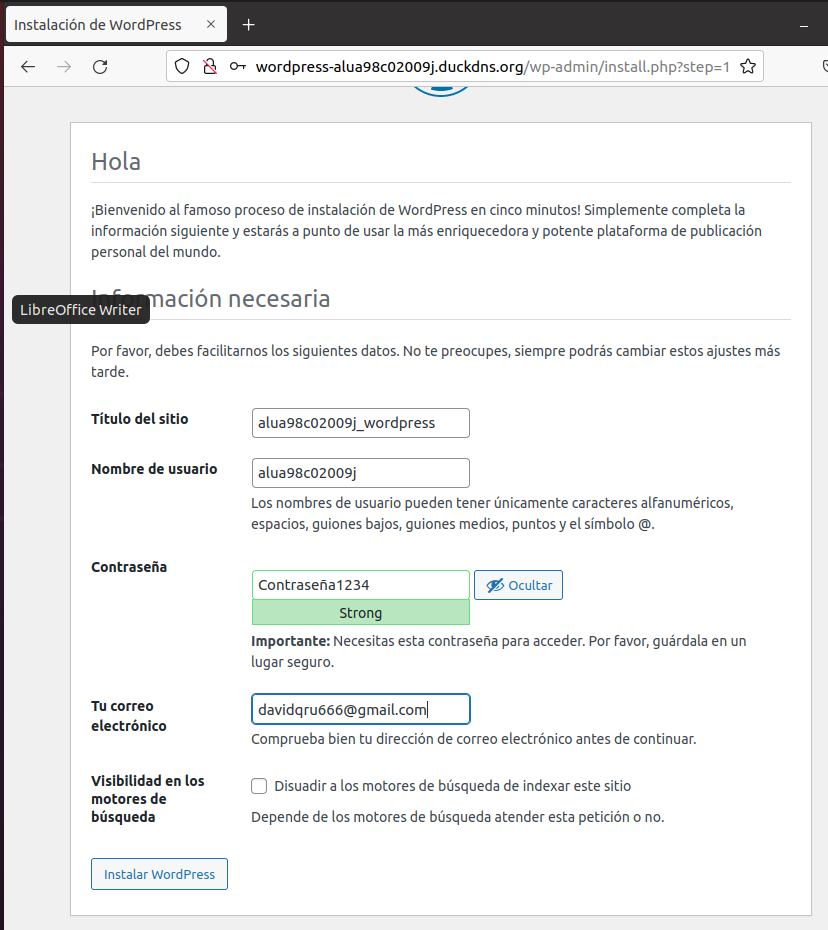 Instalación de WordPress
wordpress-alua98c02009j.duckdns.org/wp-admin/install.php?step=1
Hola
¡Bienvenido al famoso proceso de instalación de WordPress en cinco minutos! Simplemente completa la
información siguiente y estarás a punto de usar la más enriquecedora y potente plataforma de publicación
personal del mundo.
Información necesaria
LibreOffice Writer
Por favor, debes facilitarnos los siguientes datos. No te preocupes, siempre podrás cambiar estos ajustes más
tarde.
Título del sitio
alua98c02009j_wordpress
Nombre de usuario
alua98c02009j
Los nombres de usuario pueden tener únicamente caracteres alfanuméricos,
espacios, guiones bajos, guiones medios, puntos y el símbolo @.
Contraseña
Contraseña1234
Ocultar
Strong
Importante: Necesitas esta contraseña para acceder. Por favor, guárdala en un
lugar seguro.
Tu correo
electrónico
davidqru666@gmail.com
Comprueba bien tu dirección de correo electrónico antes de continuar.
Visibilidad en los
motores de
búsqueda
Disuadir a los motores de búsqueda de indexar este sitio
Depende de los motores de búsqueda atender esta petición o no.
Instalar WordPress